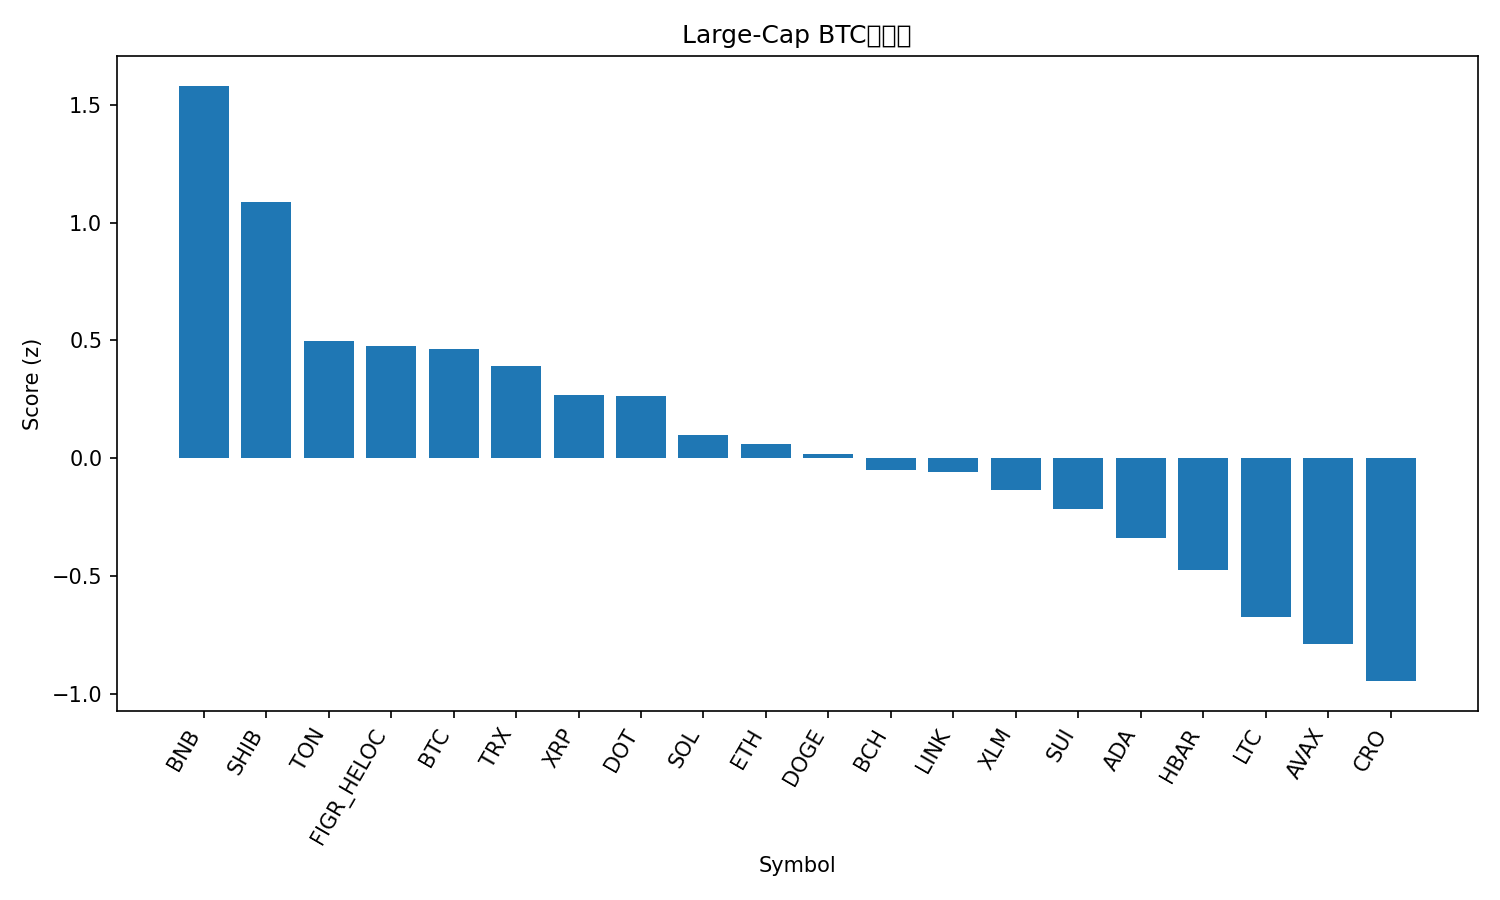 Large-Cap BTC
Score (z)
1.5
1.0
0.5
0.0
−0.5
−1.0
BNB
SHIB
TON
FIGR_HELOC
BTC
TRX
XRP
DOT
SOL
ETH
DOGE
BCH
LINK
XLM
SUI
ADA
HBAR
LTC
AVAX
CRO
Symbol